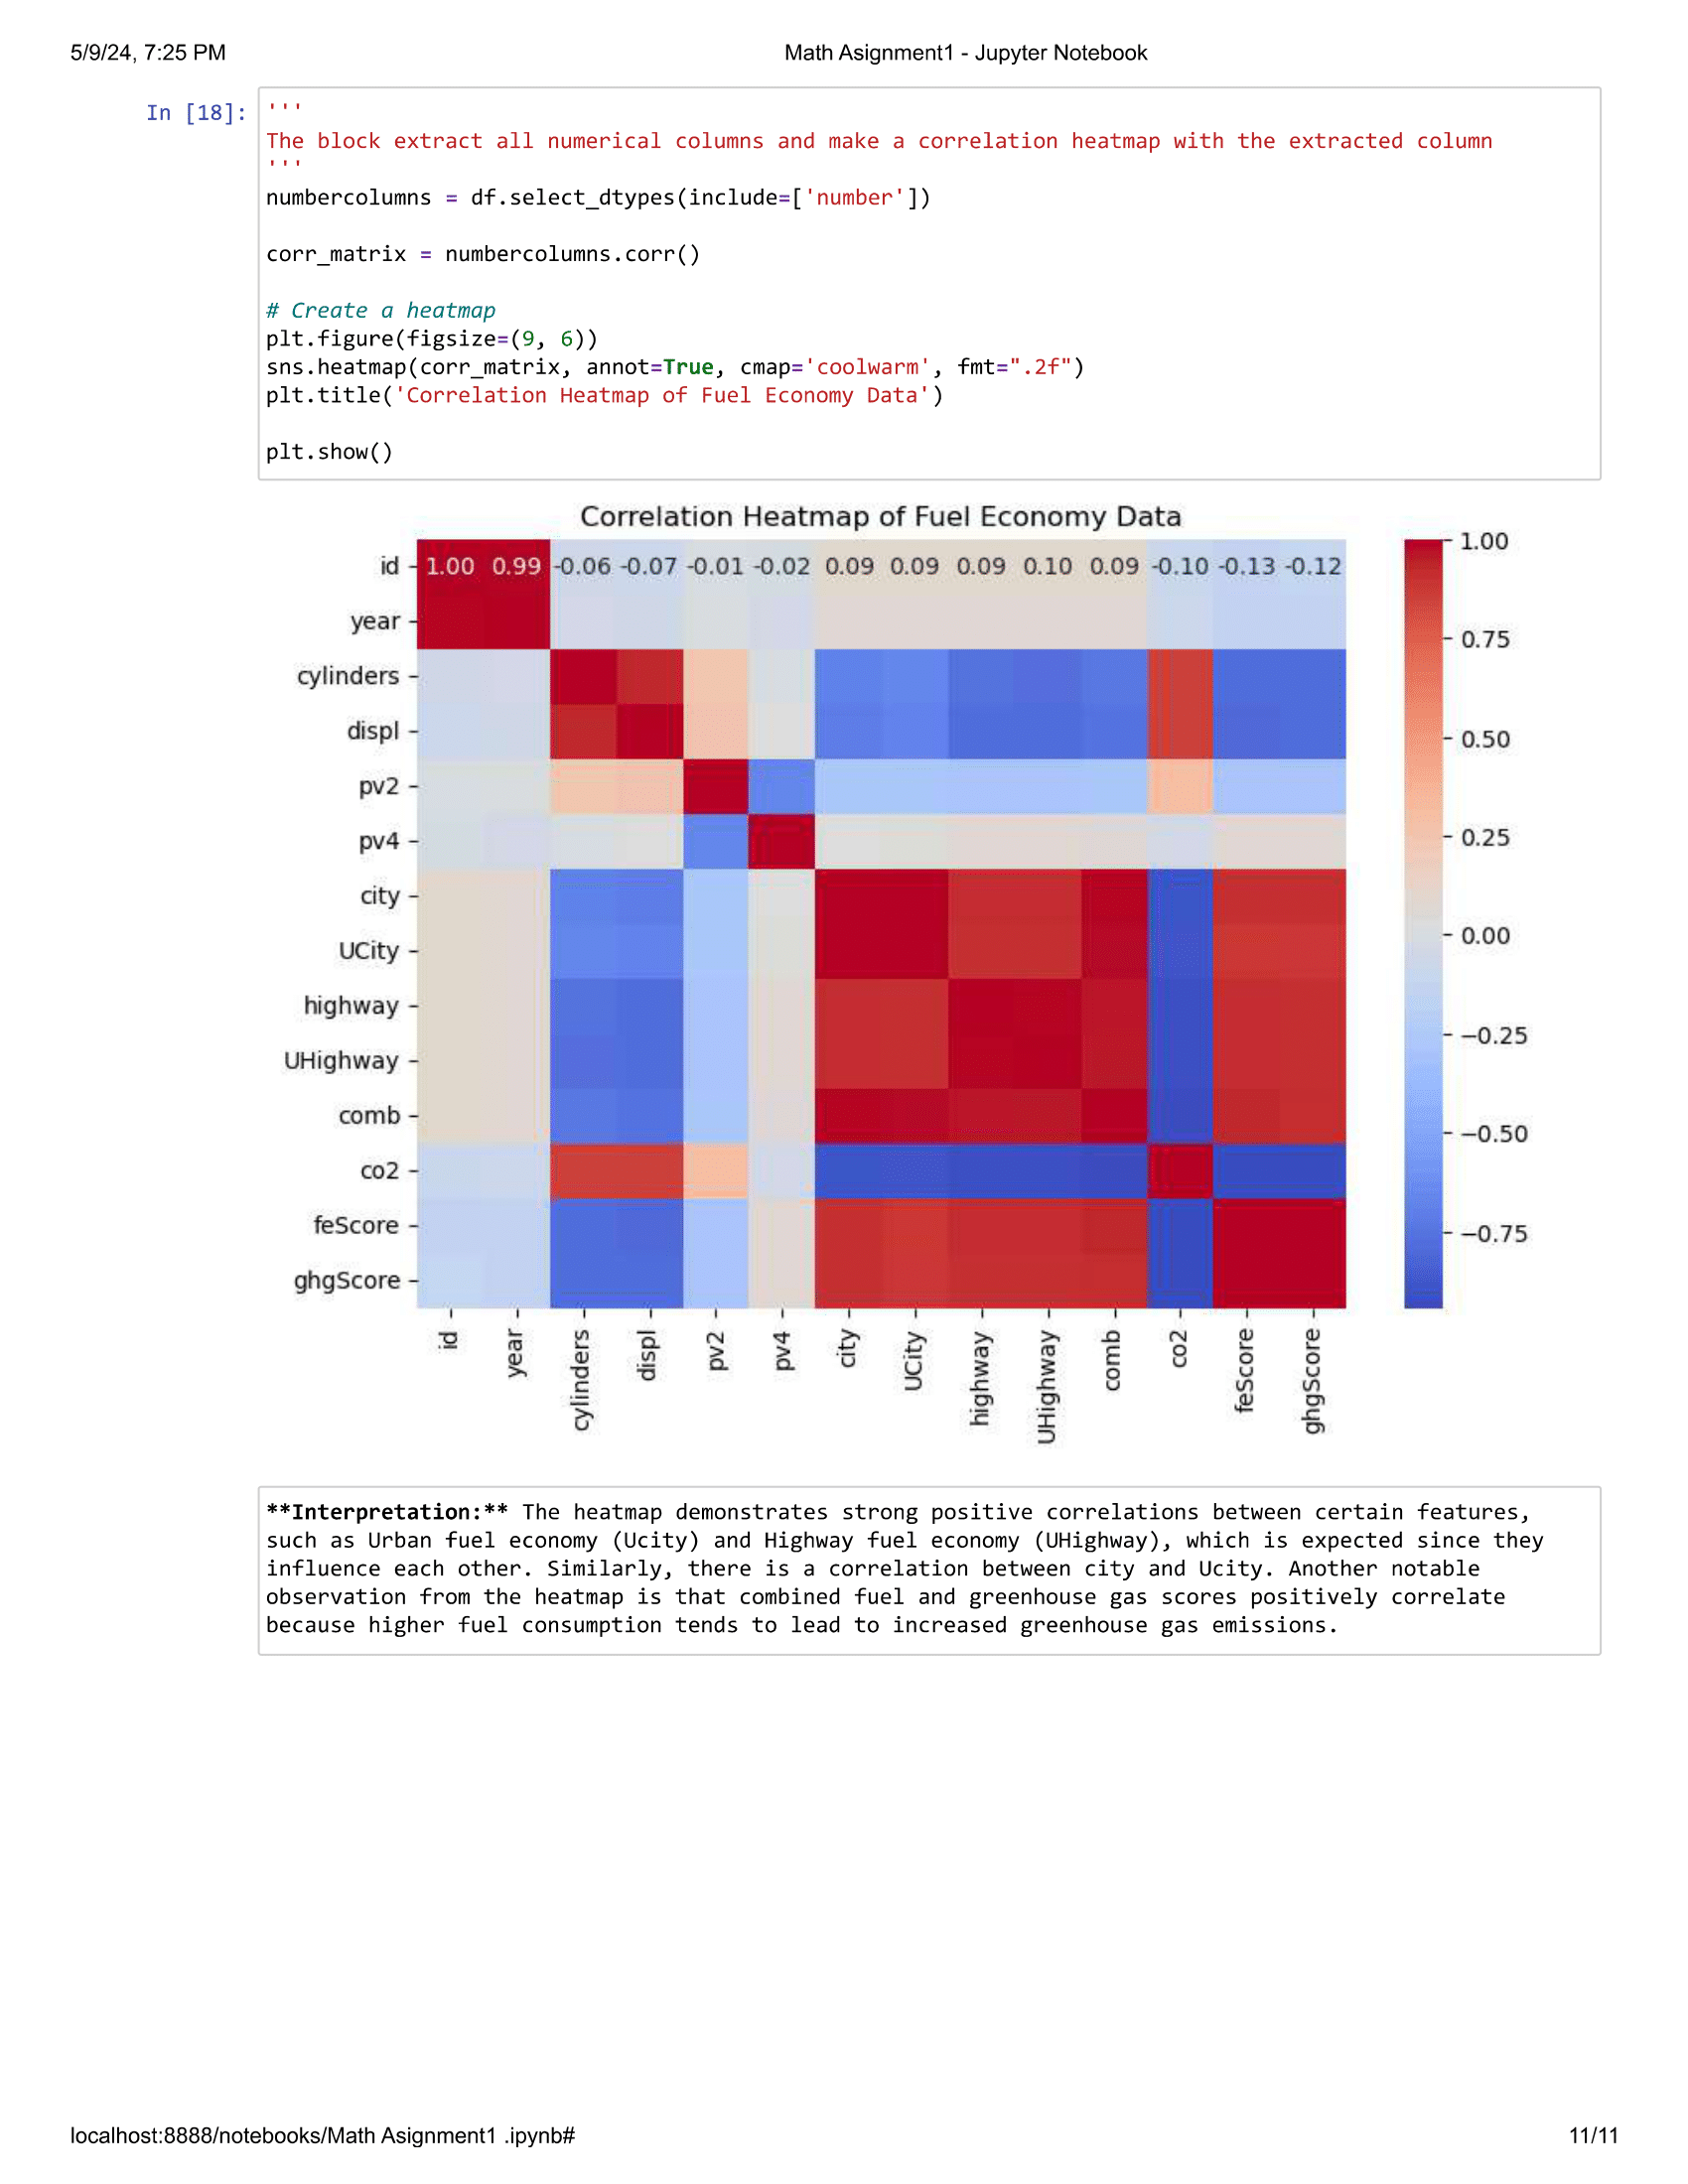 5/9/24, 7:25 PM Math Asignment1 - Jupyter Notebook
In [18]: '''
The block extract all numerical columns and make a correlation heatmap with the extracted column
'''
numbercolumns = df.select_dtypes(include=['number'])
corr_matrix = numbercolumns.corr()
# Create a heatmap
plt.figure(figsize=(9, 6))
sns.heatmap(corr_matrix, annot=True, cmap='coolwarm', fmt=".2f")
plt.title('Correlation Heatmap of Fuel Economy Data')
plt.show()
Correlation Heatmap of Fuel Economy Data
id 1.00 0.99 -0.06 -0.07 -0.01 -0.02 0.09 0.09 0.09 0.10 0.09 -0.10 -0.13 -0.12
year
cylinders
displ
pv2
pv4
city
UCity
highway
UHighway
comb
co2
feScore
ghgScore
id year cylinders displ pv2 pv4 city UCity highway UHighway comb co2 feScore ghgScore
1.00
0.75
0.50
0.25
0.00
−0.25
−0.50
−0.75
**Interpretation:** The heatmap demonstrates strong positive correlations between certain features,
such as Urban fuel economy (Ucity) and Highway fuel economy (UHighway), which is expected since they
influence each other. Similarly, there is a correlation between city and Ucity. Another notable
observation from the heatmap is that combined fuel and greenhouse gas scores positively correlate
because higher fuel consumption tends to lead to increased greenhouse gas emissions.
localhost:8888/notebooks/Math Asignment1 .ipynb# 11/11